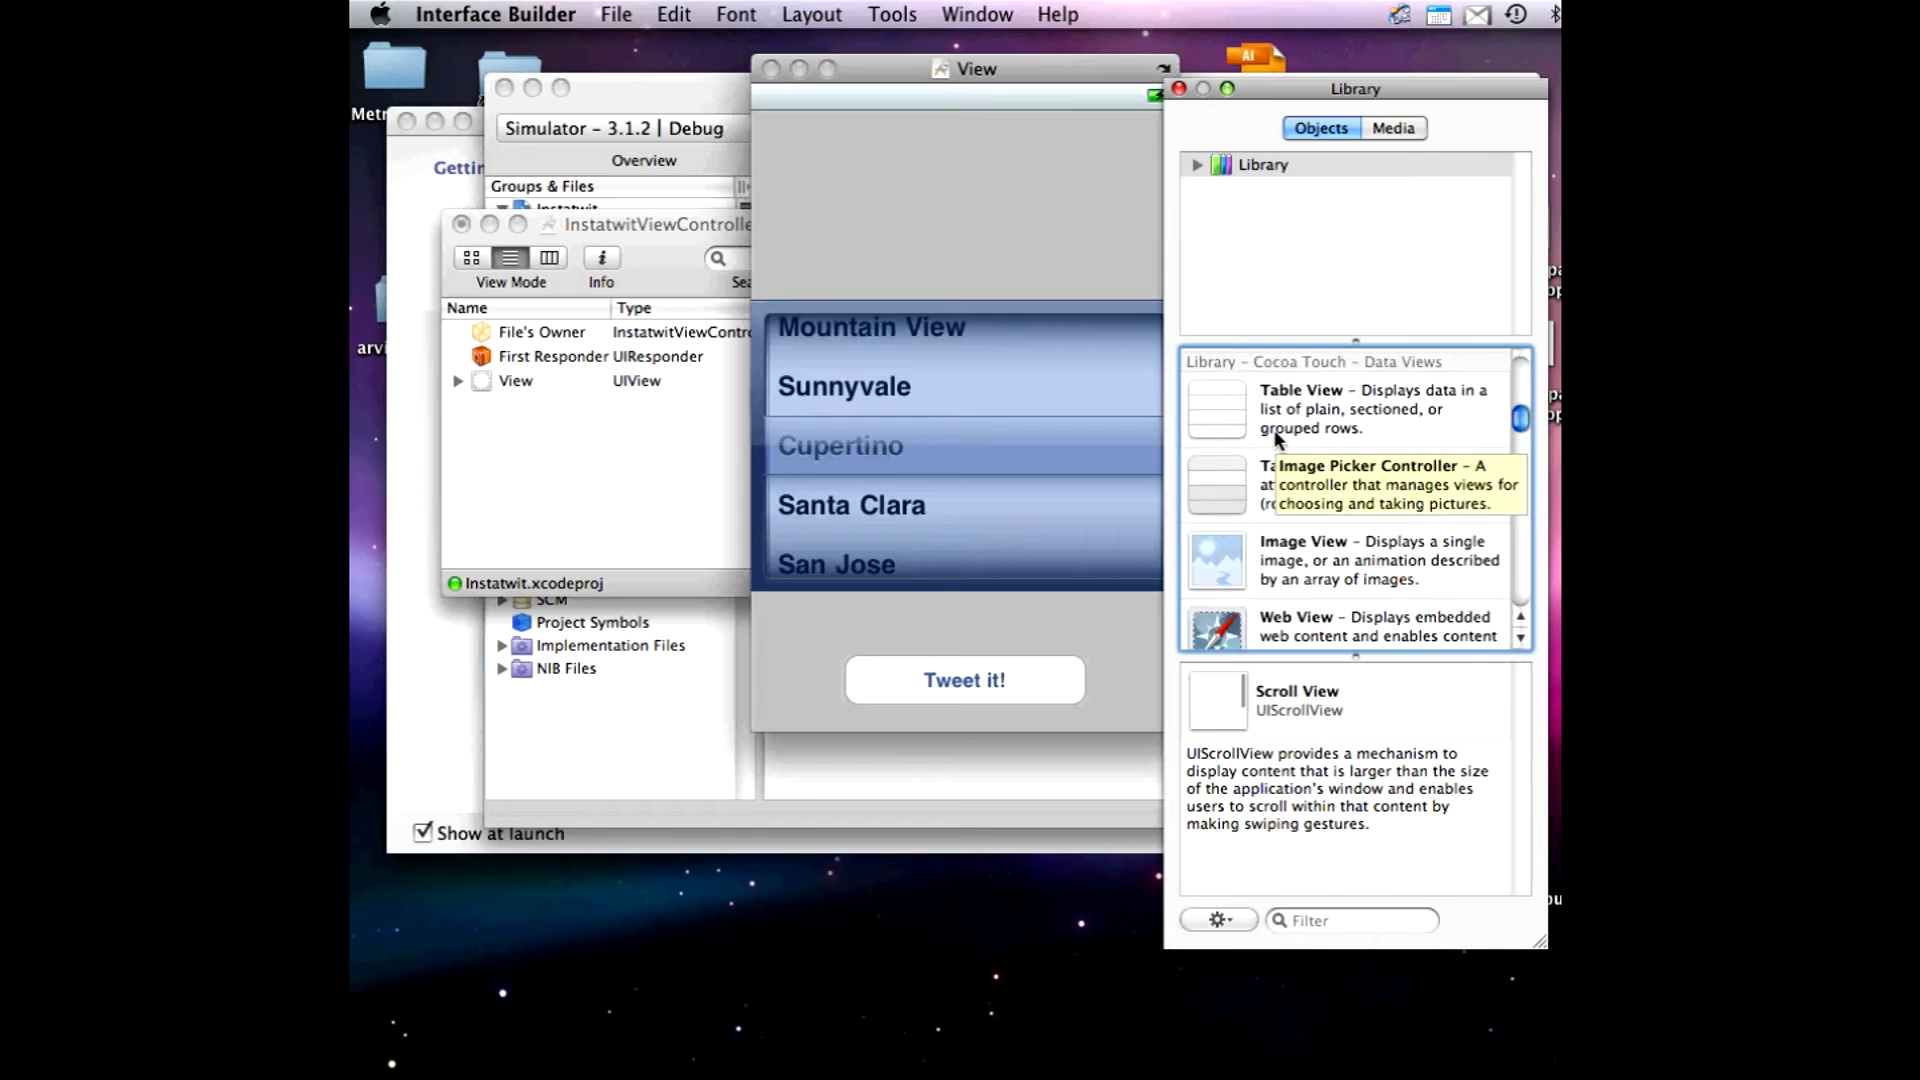 Interface Builder File Edit Font Layout Tools Window Help
AI
Metr
View
Library
Simulator - 3.1.2 | Debug
Objects Media
Overview
Gettin
Library
Groups & Files
Instatwit
InstatwitViewControlle
View Mode Info Sea
Name Type
File's Owner InstatwitViewContro
First Responder UIResponder
View UIView
arvi
Instatwit.xcodeproj
SCM
Project Symbols
Implementation Files
NIB Files
Show at launch
Mountain View
Sunnyvale
Cupertino
Santa Clara
San Jose
Tweet it!
Library - Cocoa Touch - Data Views
Table View - Displays data in a
list of plain, sectioned, or
grouped rows.
Image Picker Controller - A
controller that manages views for
choosing and taking pictures.
Image View - Displays a single
image, or an animation described
by an array of images.
Web View - Displays embedded
web content and enables content
Scroll View
UIScrollView
UIScrollView provides a mechanism to
display content that is larger than the size
of the application's window and enables
users to scroll within that content by
making swiping gestures.
Filter